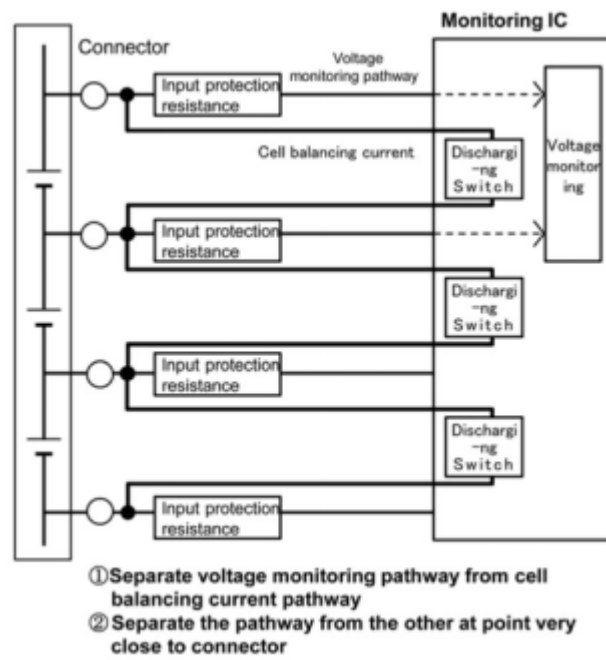 Monitoring IC
Connector
Voltage
monitoring pathway
Input protection
resistance
Cell balancing current
Dischargi
-ng
Switch
Voltage
monitor
ing
Input protection
resistance
Dischargi
-ng
Switch
Input protection
resistance
Dischargi
-ng
Switch
Input protection
resistance
①Separate voltage monitoring pathway from cell
balancing current pathway
②Separate the pathway from the other at point very
close to connector